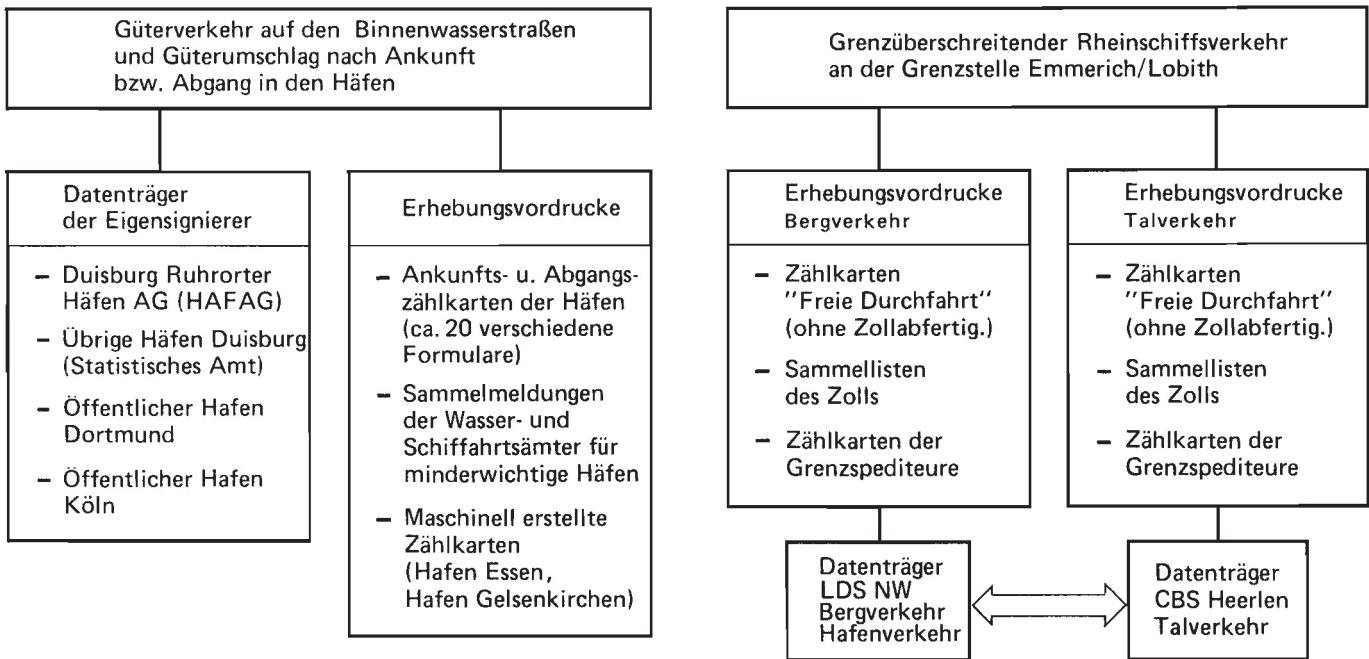 Güterverkehr auf den Binnenwasserstraßen
und Güterumschlag nach Ankunft
bzw. Abgang in den Häfen
Datenträger
der Eigensignierer
– Duisburg Ruhrorter
Häfen AG (HAFAG)
– Übrige Häfen Duisburg
(Statistisches Amt)
– Öffentlicher Hafen
Dortmund
– Öffentlicher Hafen
Köln
Erhebungsvordrucke
– Ankunfts- u. Abgangs-
zählkarten der Häfen
(ca. 20 verschiedene
Formulare)
– Sammelmeldungen
der Wasser- und
Schiffahrtsämter für
minderwichtige Häfen
– Maschinell erstellte
Zählkarten
(Hafen Essen,
Hafen Gelsenkirchen)
Grenzüberschreitender Rheinschiffsverkehr
an der Grenzstelle Emmerich/Lobith
Erhebungsvordrucke
Bergverkehr
– Zählkarten
"Freie Durchfahrt"
(ohne Zollabfertig.)
– Sammellisten
des Zolls
– Zählkarten der
Grenzspediteure
Datenträger
LDS NW
Bergverkehr
Hafenverkehr
Erhebungsvordrucke
Talverkehr
– Zählkarten
"Freie Durchfahrt"
(ohne Zollabfertig.)
– Sammellisten
des Zolls
– Zählkarten der
Grenzspediteure
Datenträger
CBS Heerlen
Talverkehr